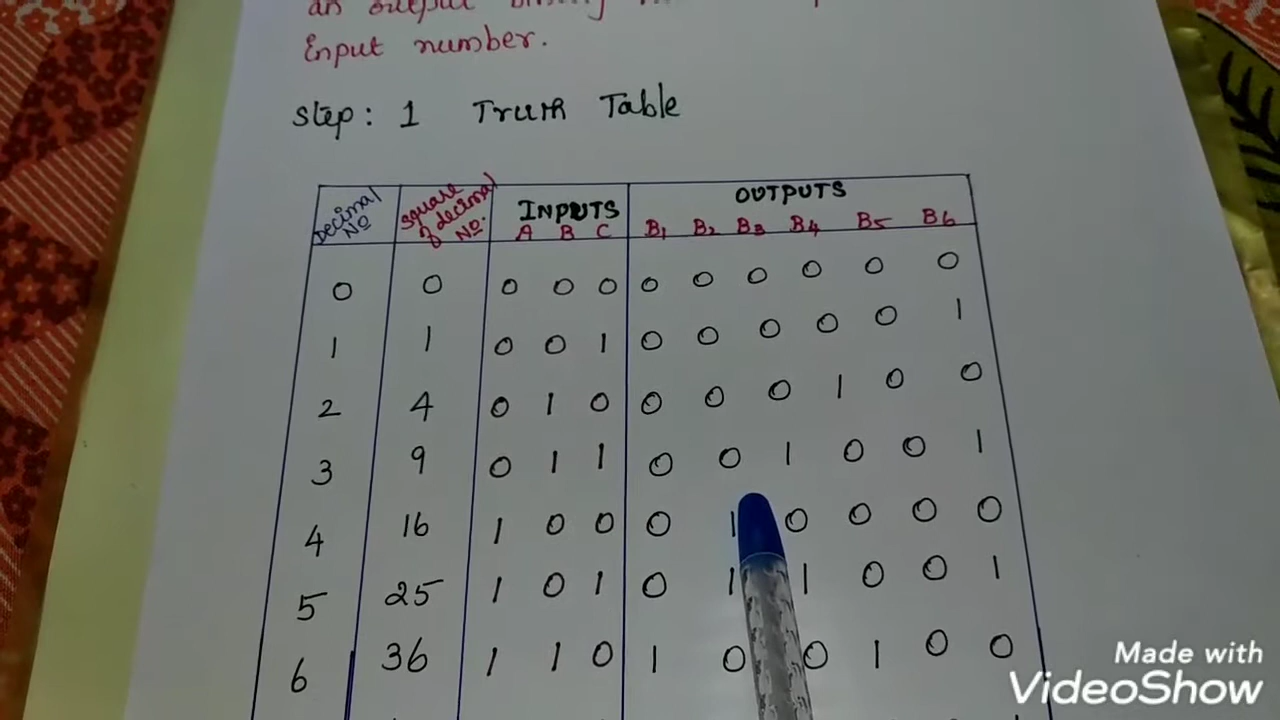 an output
Input number.
Step: 1 Truth Table
Decimal No Square of decimal No. INPUTS OUTPUTS
A B C B1 B2 B3 B4 B5 B6
0 0 0 0 0 0 0 0 0 0 0
1 1 0 0 1 0 0 0 0 0 1
2 4 0 1 0 0 0 0 1 0 0
3 9 0 1 1 0 0 1 0 0 1
4 16 1 0 0 0 1 0 0 0 0
5 25 1 0 1 0 1 1 0 0 1
6 36 1 1 0 1 0 0 1 0 0
Made with
VideoShow